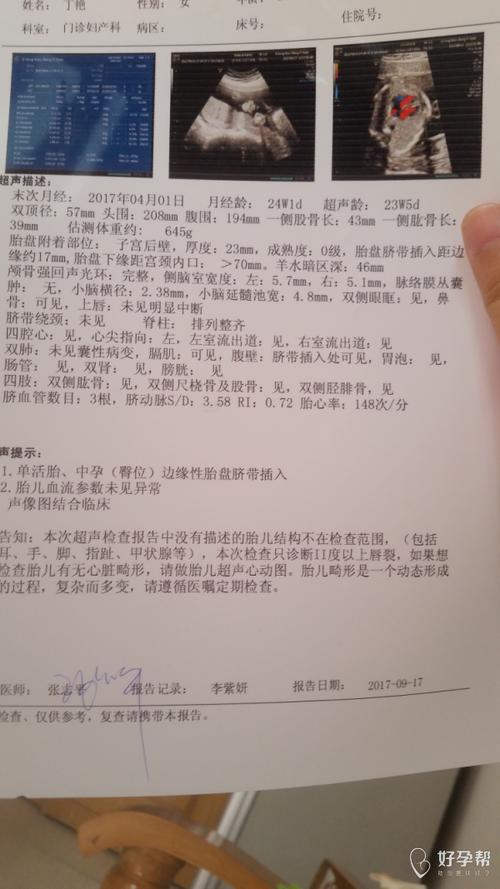 姓名： 丁艳 性别： 女
科室： 门诊妇产科 病区： 床号： 住院号：
超声描述：
末次月经： 2017年04月01日 月经龄： 24W1d 超声龄： 23W5d
双顶径：57mm 头围：208mm 腹围：194mm 一侧股骨长：43mm 一侧肱骨长：
39mm 估测体重约： 645g
胎盘附着部位： 子宫后壁，厚度：23mm，成熟度：0级，胎盘脐带插入距边
缘约17mm，胎盘下缘距宫颈内口： >70mm。羊水暗区深：46mm
颅骨强回声光环：完整，侧脑室宽度：左：5.7mm，右：5.1mm，脉络膜丛囊
肿： 无，小脑横径：2.38mm，小脑延髓池宽：4.8mm，双侧眼眶：见，鼻
骨：可见，上唇：未见明显中断
脐带绕颈：未见 脊柱： 排列整齐
四腔心：见，心尖指向：左，左室流出道：见，右室流出道：见
双肺：未见囊性病变，膈肌：可见，腹壁：脐带插入处可见，胃泡： 见，
肠管： 见，双肾： 见，膀胱： 见
四肢：双侧肱骨：见，双侧尺桡骨及股骨：见，双侧胫腓骨：见
脐血管数目：3根，脐动脉S/D：3.58 RI：0.72 胎心率：148次/分
声提示：
1.单活胎、中孕（臀位）边缘性胎盘脐带插入
2.胎儿血流参数未见异常
声像图结合临床
告知：本次超声检查报告中没有描述的胎儿结构不在检查范围，（包括
耳、手、脚、指趾、甲状腺等），本次检查只诊断II度以上唇裂，如果想
检查胎儿有无心脏畸形，请做胎儿超声心动图。胎儿畸形是一个动态形成
的过程，复杂而多变，请遵循医嘱定期检查。
医师： 张志 报告记录： 李紫妍 报告日期： 2017-09-17
检查、仅供参考，复查请携带本报告。
好孕帮